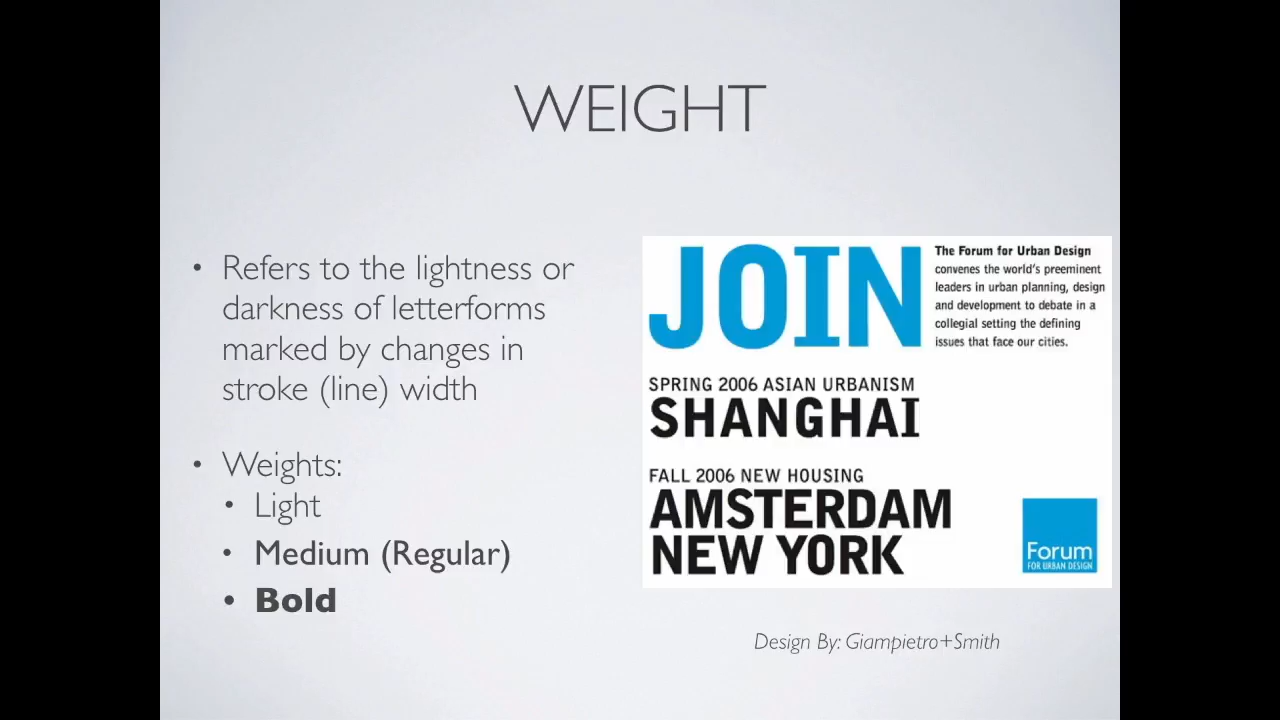 WEIGHT
• Refers to the lightness or
darkness of letterforms
marked by changes in
stroke (line) width
• Weights:
• Light
• Medium (Regular)
• Bold
JOIN
The Forum for Urban Design
convenes the world's preeminent
leaders in urban planning, design
and development to debate in a
collegial setting the defining
issues that face our cities.
SPRING 2006 ASIAN URBANISM
SHANGHAI
FALL 2006 NEW HOUSING
AMSTERDAM
NEW YORK
Forum
FOR URBAN DESIGN
Design By: Giampietro+Smith